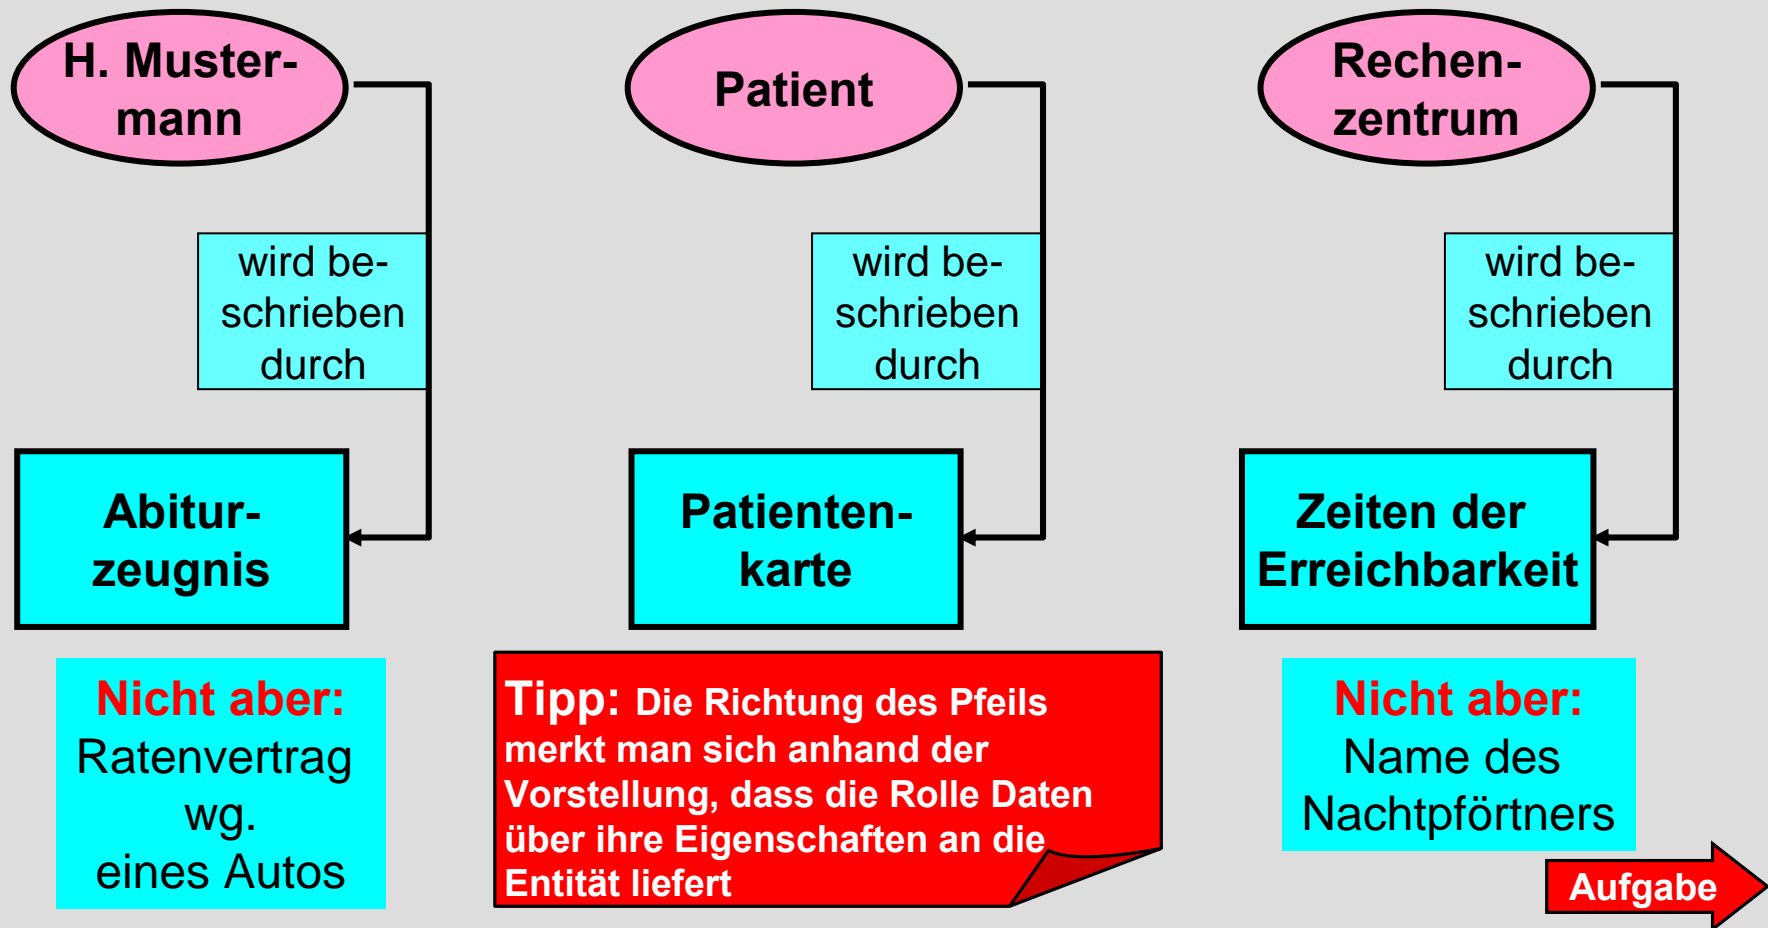 H. Muster-
mann
Patient
Rechen-
zentrum
wird be-
schrieben
durch
wird be-
schrieben
durch
wird be-
schrieben
durch
Abitur-
zeugnis
Patienten-
karte
Zeiten der
Erreichbarkeit
Nicht aber:
Ratenvertrag
wg.
eines Autos
Tipp: Die Richtung des Pfeils
merkt man sich anhand der
Vorstellung, dass die Rolle Daten
über ihre Eigenschaften an die
Entität liefert
Nicht aber:
Name des
Nachtpförtners
Aufgabe